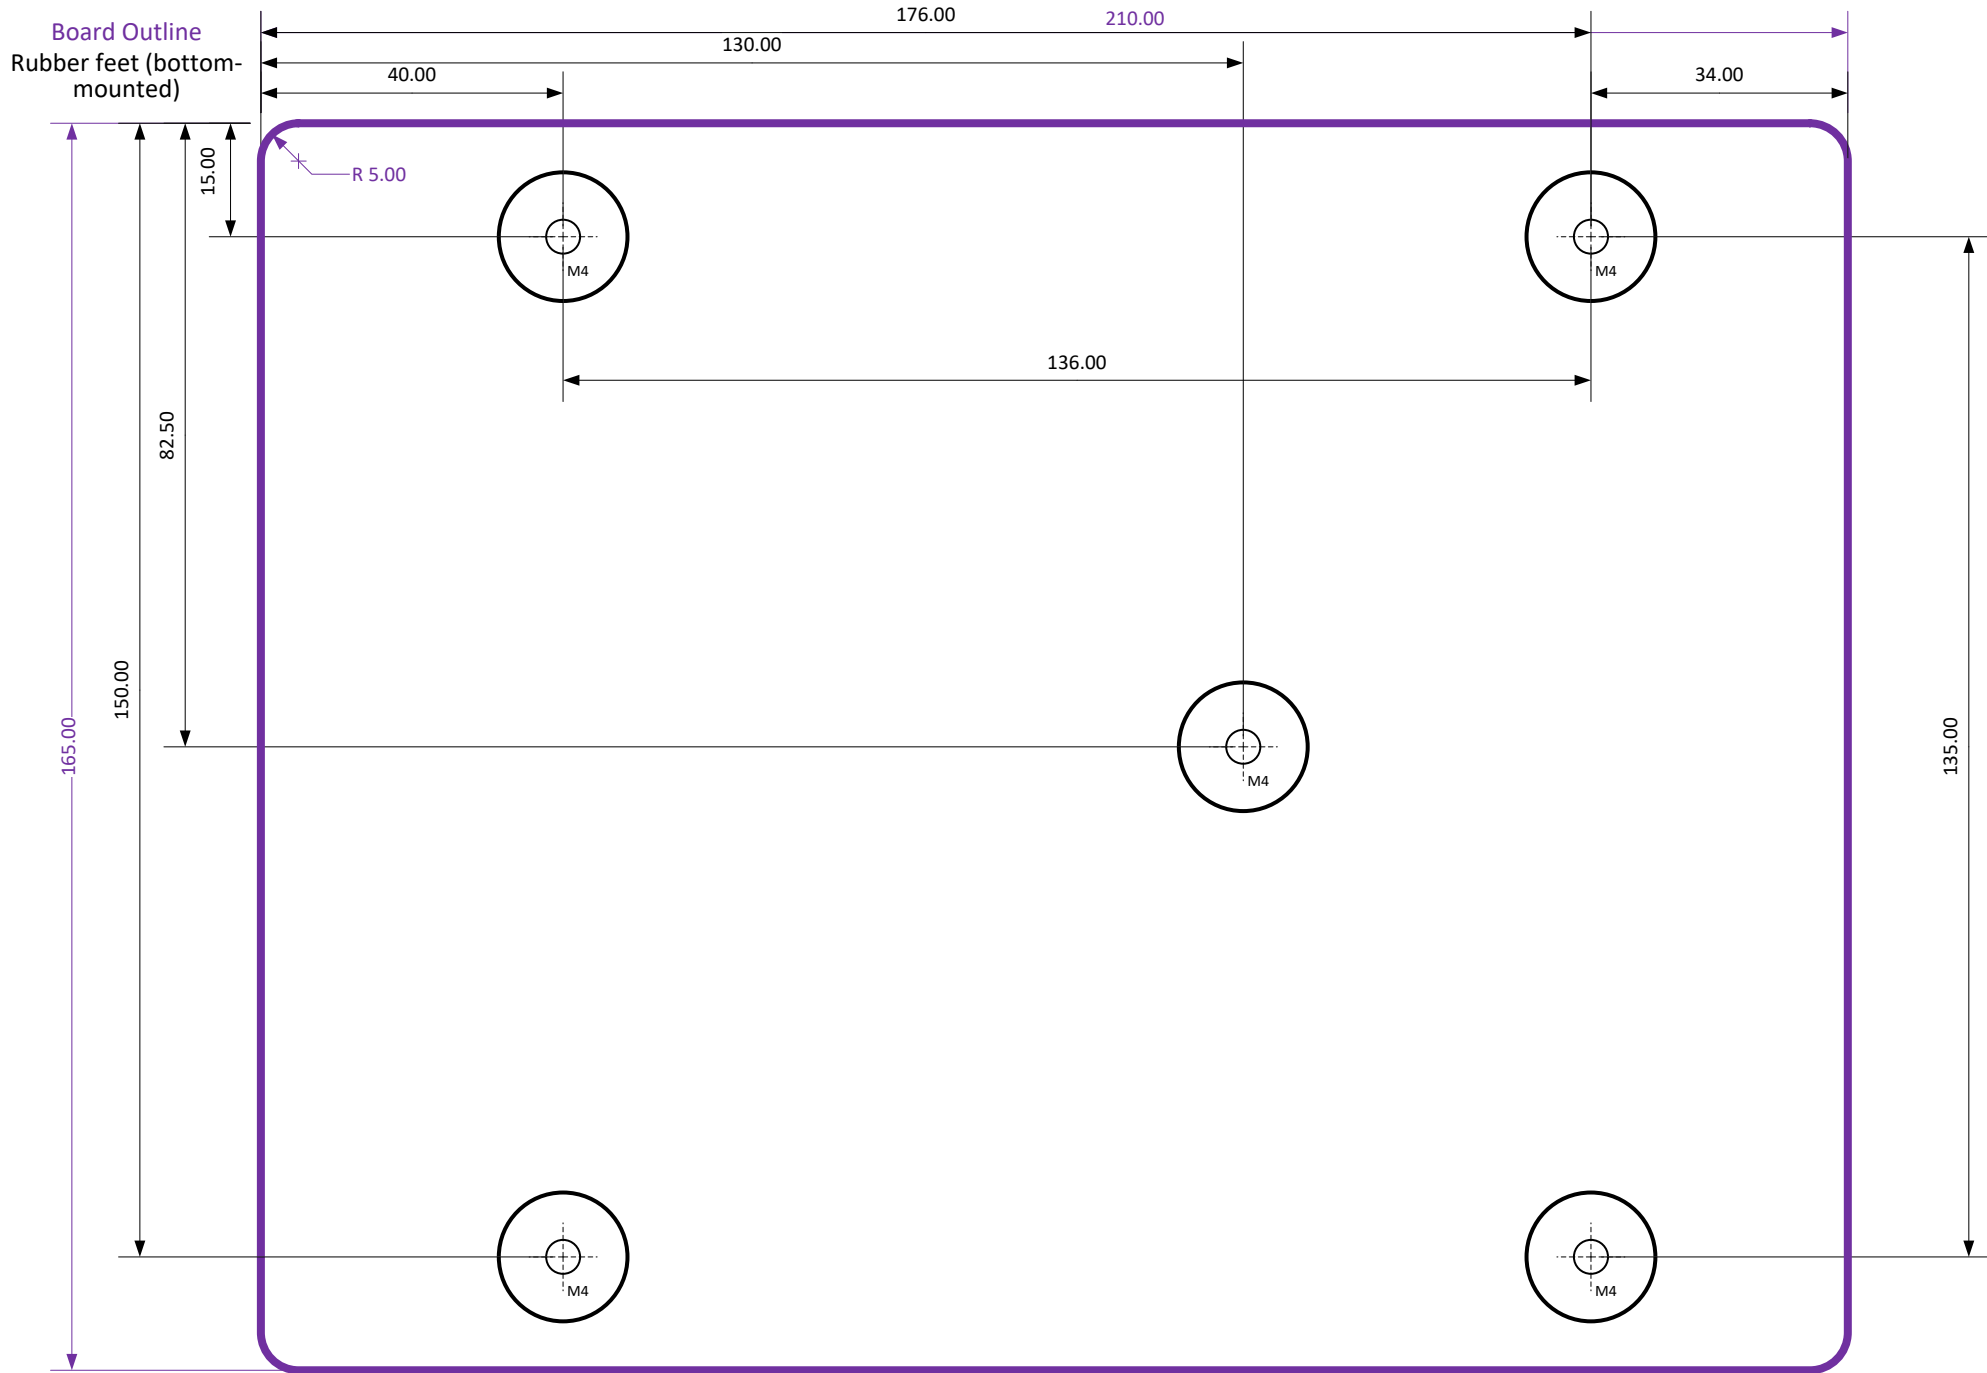 176.00
210.00
Board Outline
130.00
Rubber feet (bottom-
mounted)
40.00
34.00
15.00
R 5.00
M4
M4
136.00
82.50
150.00
165.00
135.00
M4
M4
M4